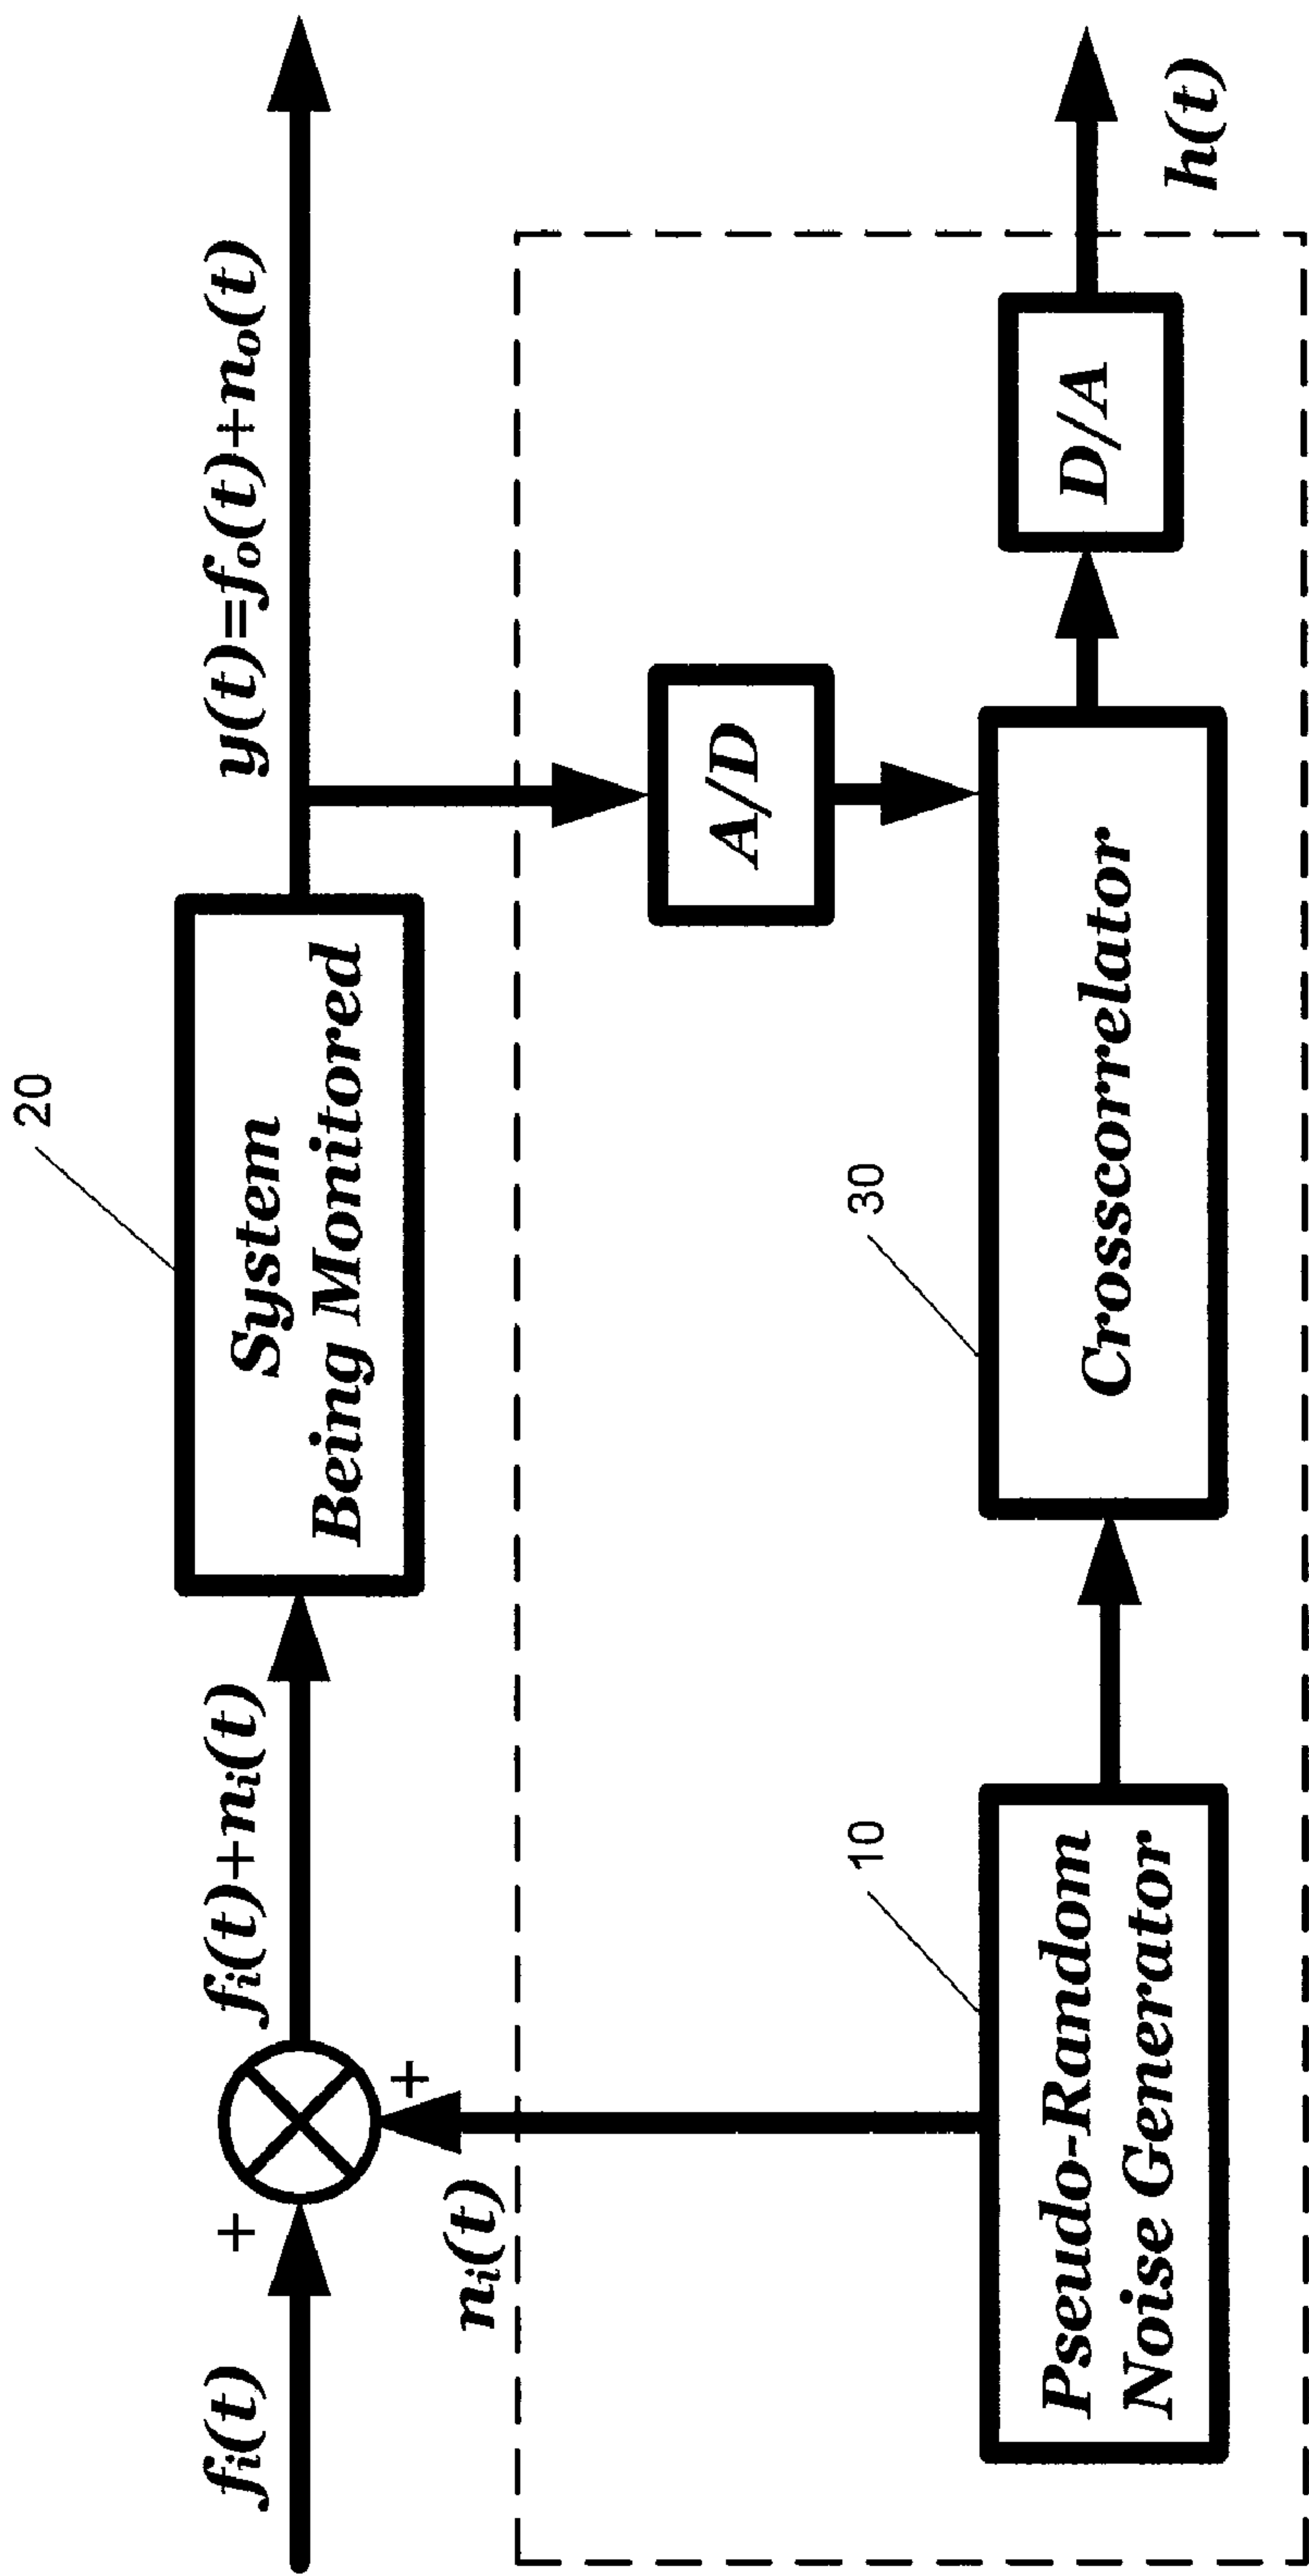 20
fi(t)
+
fi(t)+ni(t)
System
Being Monitored
y(t)=fo(t)+no(t)
ni(t)
+
A/D
10
30
Pseudo-Random
Noise Generator
Crosscorrelator
D/A
h(t)